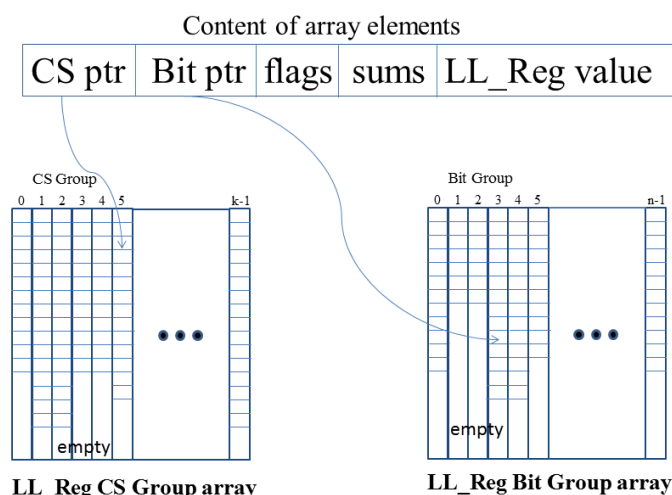 Content of array elements
CS ptr Bit ptr flags sums LL_Reg value
CS Group
0 1 2 3 4 5 k-1
Bit Group
0 1 2 3 4 5 n-1
empty
empty
LL_Reg CS Group array
LL_Reg Bit Group array